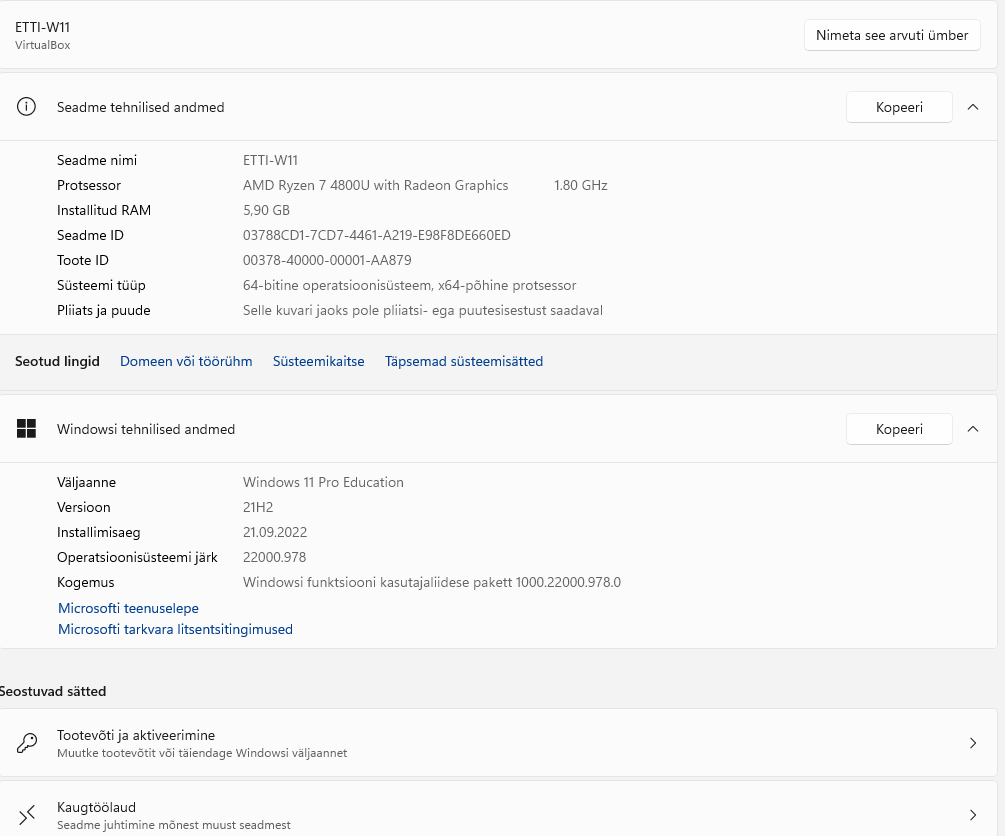 ETTI-W11
VirtualBox
Nimeta see arvuti ümber
Seadme tehnilised andmed
Kopeeri
Seadme nimi ETTI-W11
Protsessor AMD Ryzen 7 4800U with Radeon Graphics 1.80 GHz
Installitud RAM 5,90 GB
Seadme ID 03788CD1-7CD7-4461-A219-E98F8DE660ED
Toote ID 00378-40000-00001-AA879
Süsteemi tüüp 64-bitine operatsioonisüsteem, x64-põhine protsessor
Pliiats ja puude Selle kuvari jaoks pole pliiatsi- ega puutesisestust saadaval
Seotud lingid Domeen või töörühm Süsteemikaitse Täpsemad süsteemisätted
Windowsi tehnilised andmed
Kopeeri
Väljaanne Windows 11 Pro Education
Versioon 21H2
Installimisaeg 21.09.2022
Operatsioonisüsteemi järk 22000.978
Kogemus Windowsi funktsiooni kasutajaliidese pakett 1000.22000.978.0
Microsofti teenuselepe
Microsofti tarkvara litsentsitingimused
Seostuvad sätted
Tootevõti ja aktiveerimine
Muutke tootevõtit või täiendage Windowsi väljaannet
Kaugtöölaud
Seadme juhtimine mõnest muust seadmest